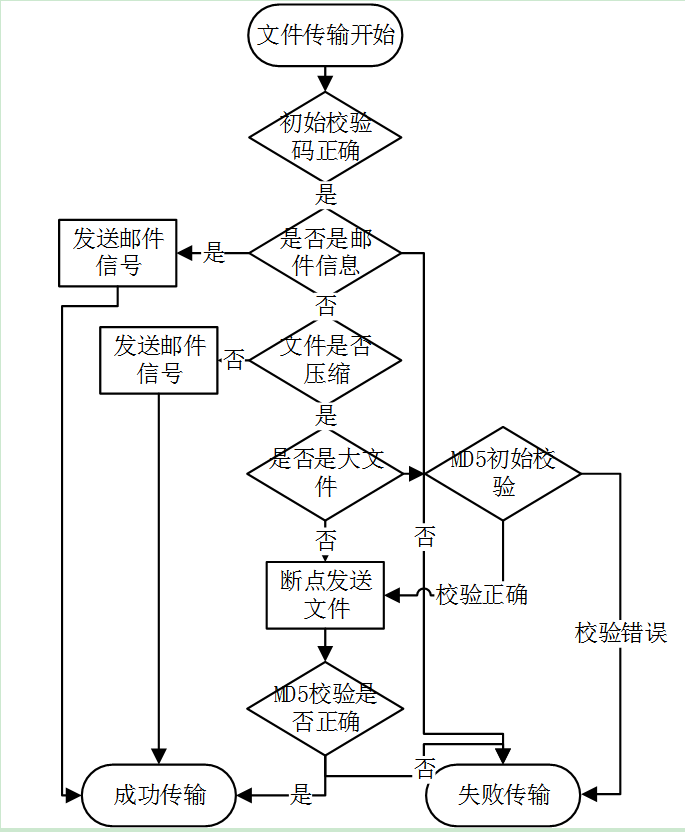 文件传输开始
初始校验
码正确
是
发送邮件
信号
是
是否是邮
件信息
否
发送邮件
信号
否
文件是否
压缩
是
是否是大文
件
MD5初始校
验
否
否
断点发送
文件
校验正确
校验错误
MD5校验是
否正确
否
成功传输
是
失败传输